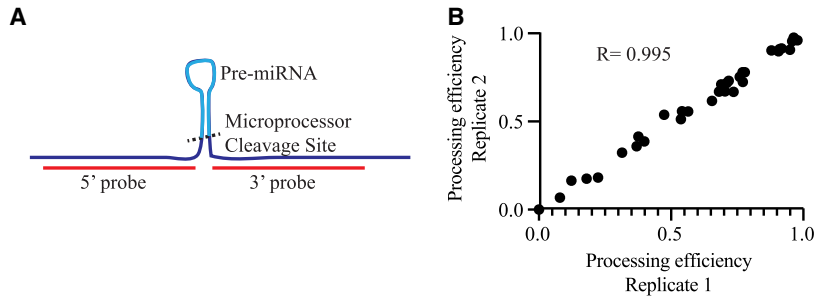 A
Pre-miRNA
Microprocessor
Cleavage Site
5’ probe
3’ probe
B
Processing efficiency
Replicate 2
1.0
0.5
0.0
R= 0.995
0.0
0.5
1.0
Processing efficiency
Replicate 1